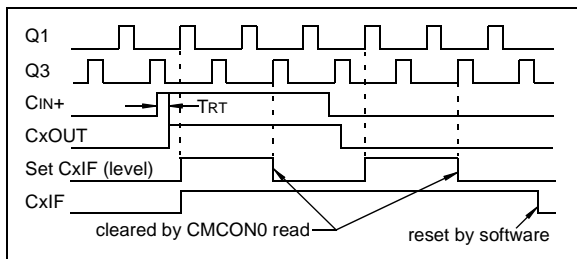 Q1
Q3
CIN+
TRT
CxOUT
Set CxIF (level)
CxIF
cleared by CMCON0 read
reset by software